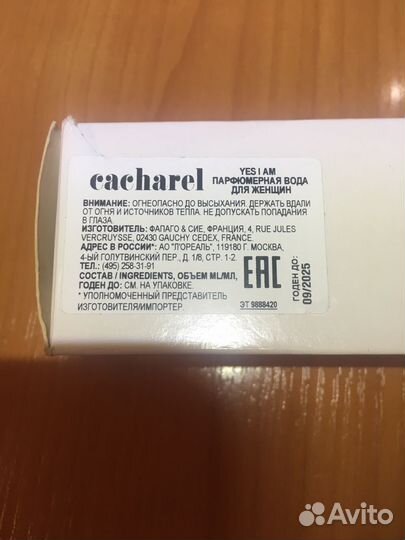 cacharel
YES I AM
ПАРФЮМЕРНАЯ ВОДА
ДЛЯ ЖЕНЩИН
ВНИМАНИЕ: ОГНЕОПАСНО ДО ВЫСЫХАНИЯ. ДЕРЖАТЬ ВДАЛИ
ОТ ОГНЯ И ИСТОЧНИКОВ ТЕПЛА. НЕ ДОПУСКАТЬ ПОПАДАНИЯ
В ГЛАЗА.
ИЗГОТОВИТЕЛЬ: ФАПАГО & СИЕ, ФРАНЦИЯ, 4, RUE JULES
VERCRUYSSE, 02430 GAUCHY CEDEX, FRANCE.
АДРЕС В РОССИИ*: АО "ЛОРЕАЛЬ", 119180 Г. МОСКВА,
4-ЫЙ ГОЛУТВИНСКИЙ ПЕР., Д. 1/8, СТР. 1-2.
ТЕЛ.: (495) 258-31-91
СОСТАВ / INGREDIENTS, ОБЪЕМ ML/МЛ,
ГОДЕН ДО: СМ. НА УПАКОВКЕ.
* УПОЛНОМОЧЕННЫЙ ПРЕДСТАВИТЕЛЬ
ИЗГОТОВИТЕЛЯ/ИМПОРТЕР.
ЕАС
ЭТ 9888420
ГОДЕН ДО:
09/2025
Avito